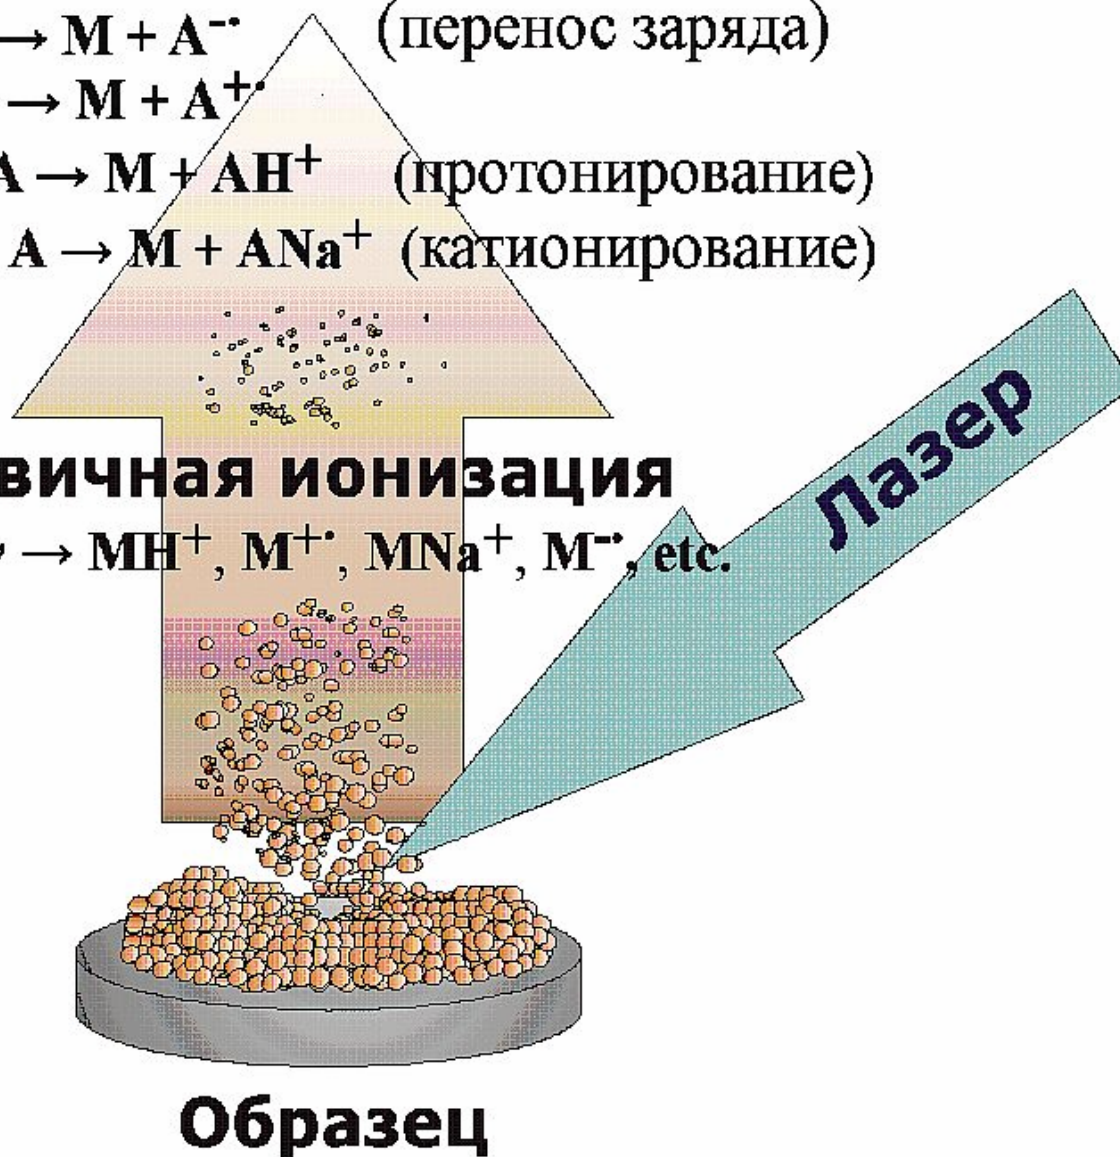 → M + A⁻•
(перенос заряда)
→ M + A⁺•
A → M + AH⁺ (протонирование)
A → M + ANa⁺ (катионирование)
Лазер
вичная ионизация
→ MH⁺, M⁺•, MNa⁺, M⁻•, etc.
Образец